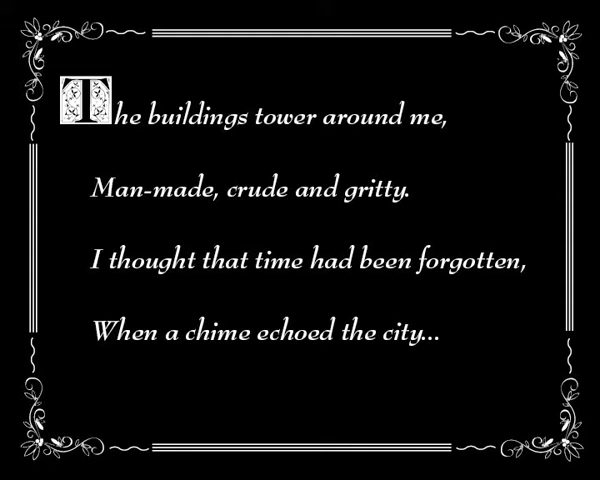 The buildings tower around me,
Man-made, crude and gritty.
I thought that time had been forgotten,
When a chime echoed the city...